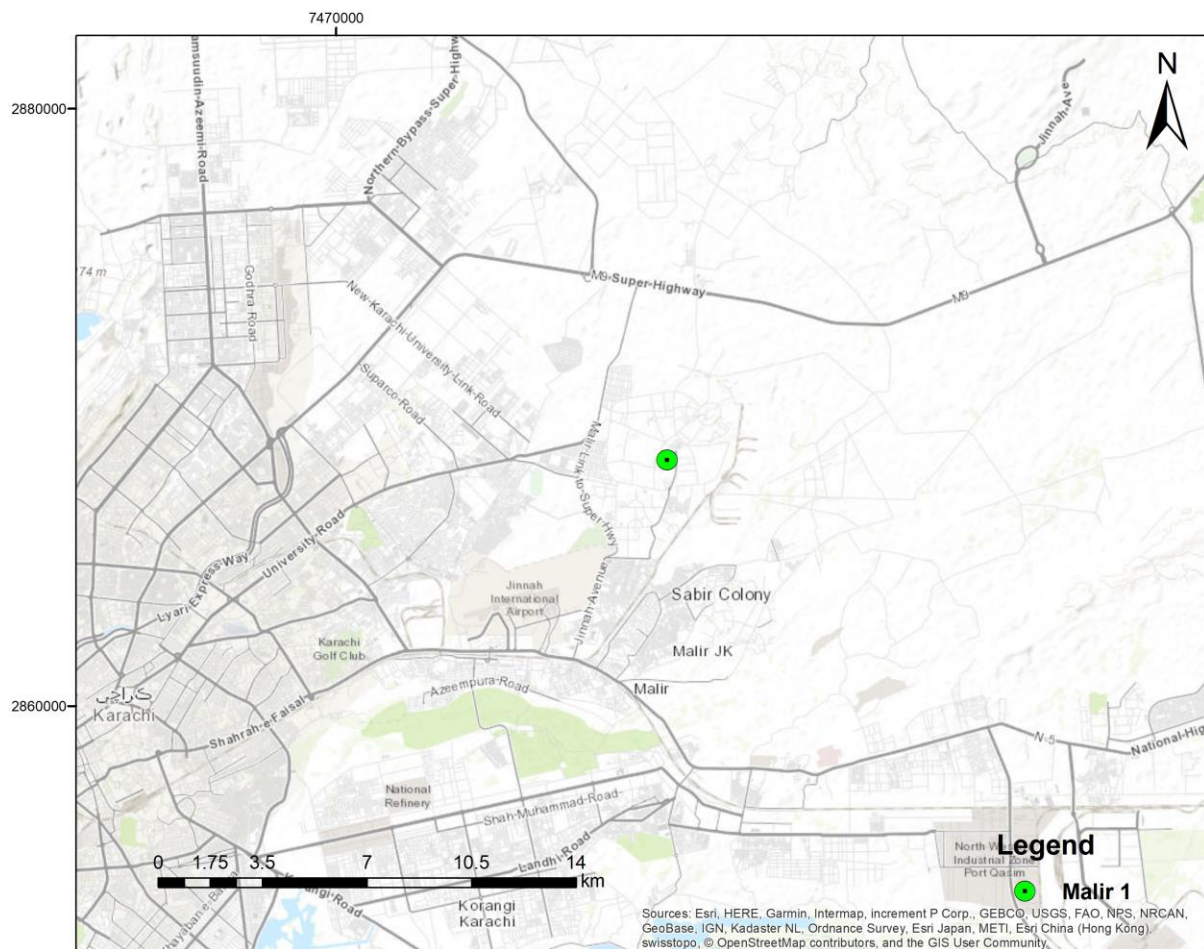 7470000
2880000
2860000
N
amsuudin-Azeemi-Road
Northern-Bypass-Super-Highw
Jinnah-Ave
74 m
Godhra Road
M9-Super-Highway
M9
New-Karachi-University-Link-Road
Suparco-Road
Malir-Link-to-Super-Hwy
University-Road
Lyari-Express-Way
Jinnah
International
Airport
Jinnah-Avenue
Sabir Colony
Karachi
Golf Club
Malir JK
Malir
Azeempura-Road
کراچی
Karachi
Shahrah-e-Faisal
N-5
National-Hig
National
Refinery
Shah-Muhammad-Road
Landhi-Road
Korangi-Road
Korangi
Karachi
North We
Industrial Zone
Port Qasim
Legend
Malir 1
0 1.75 3.5 7 10.5 14
km
Sources: Esri, HERE, Garmin, Intermap, increment P Corp., GEBCO, USGS, FAO, NPS, NRCAN,
GeoBase, IGN, Kadaster NL, Ordnance Survey, Esri Japan, METI, Esri China (Hong Kong),
swisstopo, © OpenStreetMap contributors, and the GIS User Community